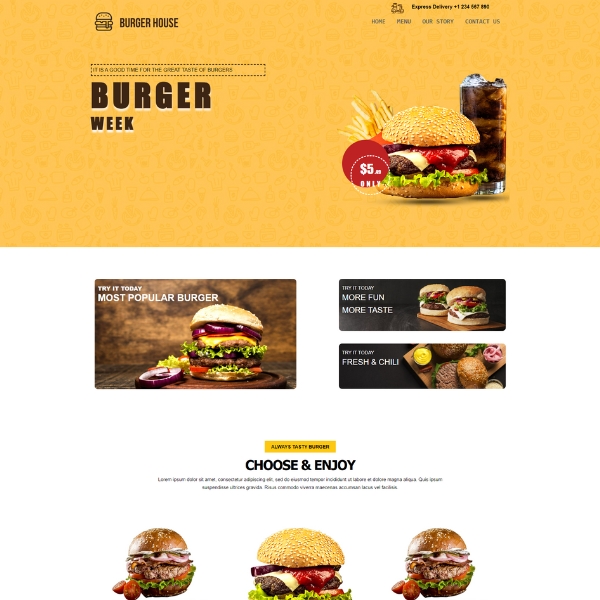 Express Delivery +1 234 567 890
BURGER HOUSE
HOME MENU OUR STORY CONTACT US
IT IS A GOOD TIME FOR THE GREAT TASTE OF BURGERS
BURGER
WEEK
$5.
ONLY
TRY IT TODAY
MOST POPULAR BURGER
TRY IT TODAY
MORE FUN
MORE TASTE
TRY IT TODAY
FRESH & CHILI
ALWAYS TASTY BURGER
CHOOSE & ENJOY
Lorem ipsum dolor sit amet, consectetur adipiscing elit, sed do eiusmod tempor incididunt ut labore et dolore magna aliqua. Quis ipsum
suspendisse ultrices gravida. Risus commodo viverra maecenas accumsan lacus vel facilisis.